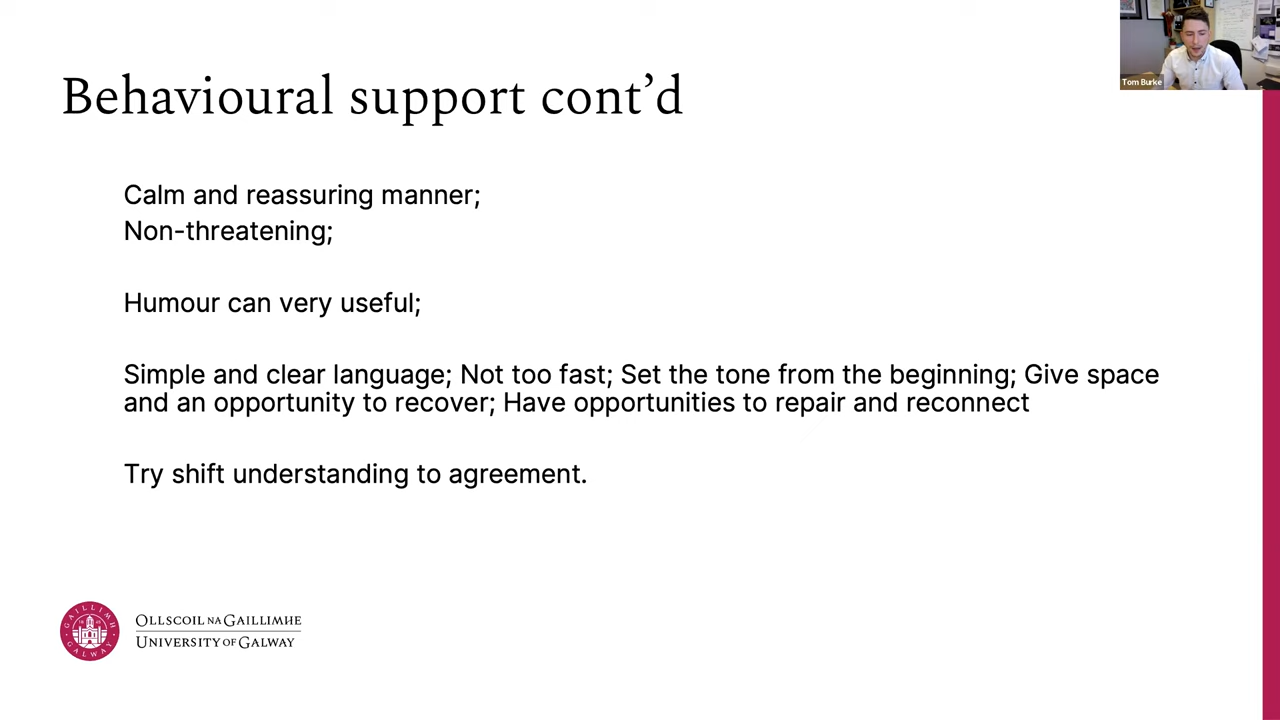 Tom Burke
Behavioural support cont’d
Calm and reassuring manner;
Non-threatening;
Humour can very useful;
Simple and clear language; Not too fast; Set the tone from the beginning; Give space
and an opportunity to recover; Have opportunities to repair and reconnect
Try shift understanding to agreement.
GAILLIMH
GALWAY
OLLSCOIL NA GAILLIMHE
UNIVERSITY OF GALWAY